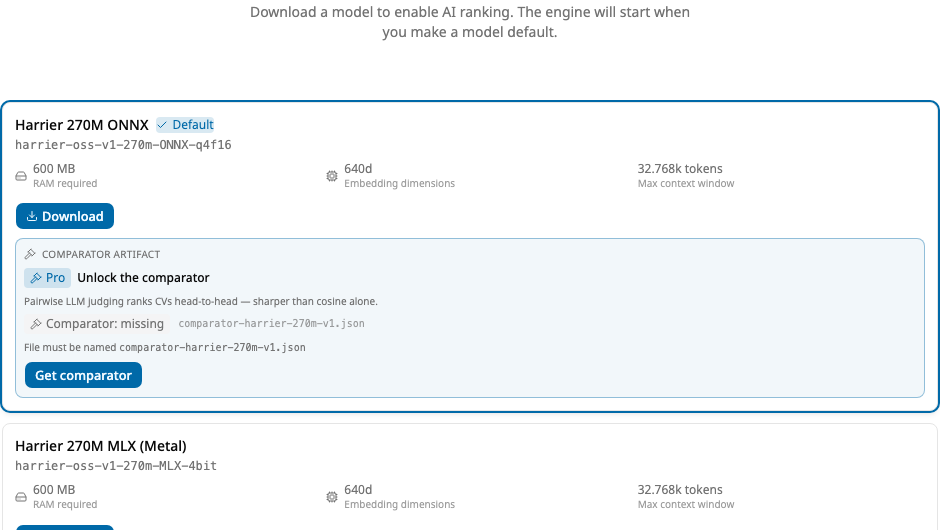 Download a model to enable AI ranking. The engine will start when
you make a model default.
Harrier 270M ONNX Default
harrier-oss-v1-270m-ONNX-q4f16
600 MB
RAM required
640d
Embedding dimensions
32.768k tokens
Max context window
Download
COMPARATOR ARTIFACT
Pro Unlock the comparator
Pairwise LLM judging ranks CVs head-to-head — sharper than cosine alone.
Comparator: missing comparator-harrier-270m-v1.json
File must be named comparator-harrier-270m-v1.json
Get comparator
Harrier 270M MLX (Metal)
harrier-oss-v1-270m-MLX-4bit
600 MB
RAM required
640d
Embedding dimensions
32.768k tokens
Max context window